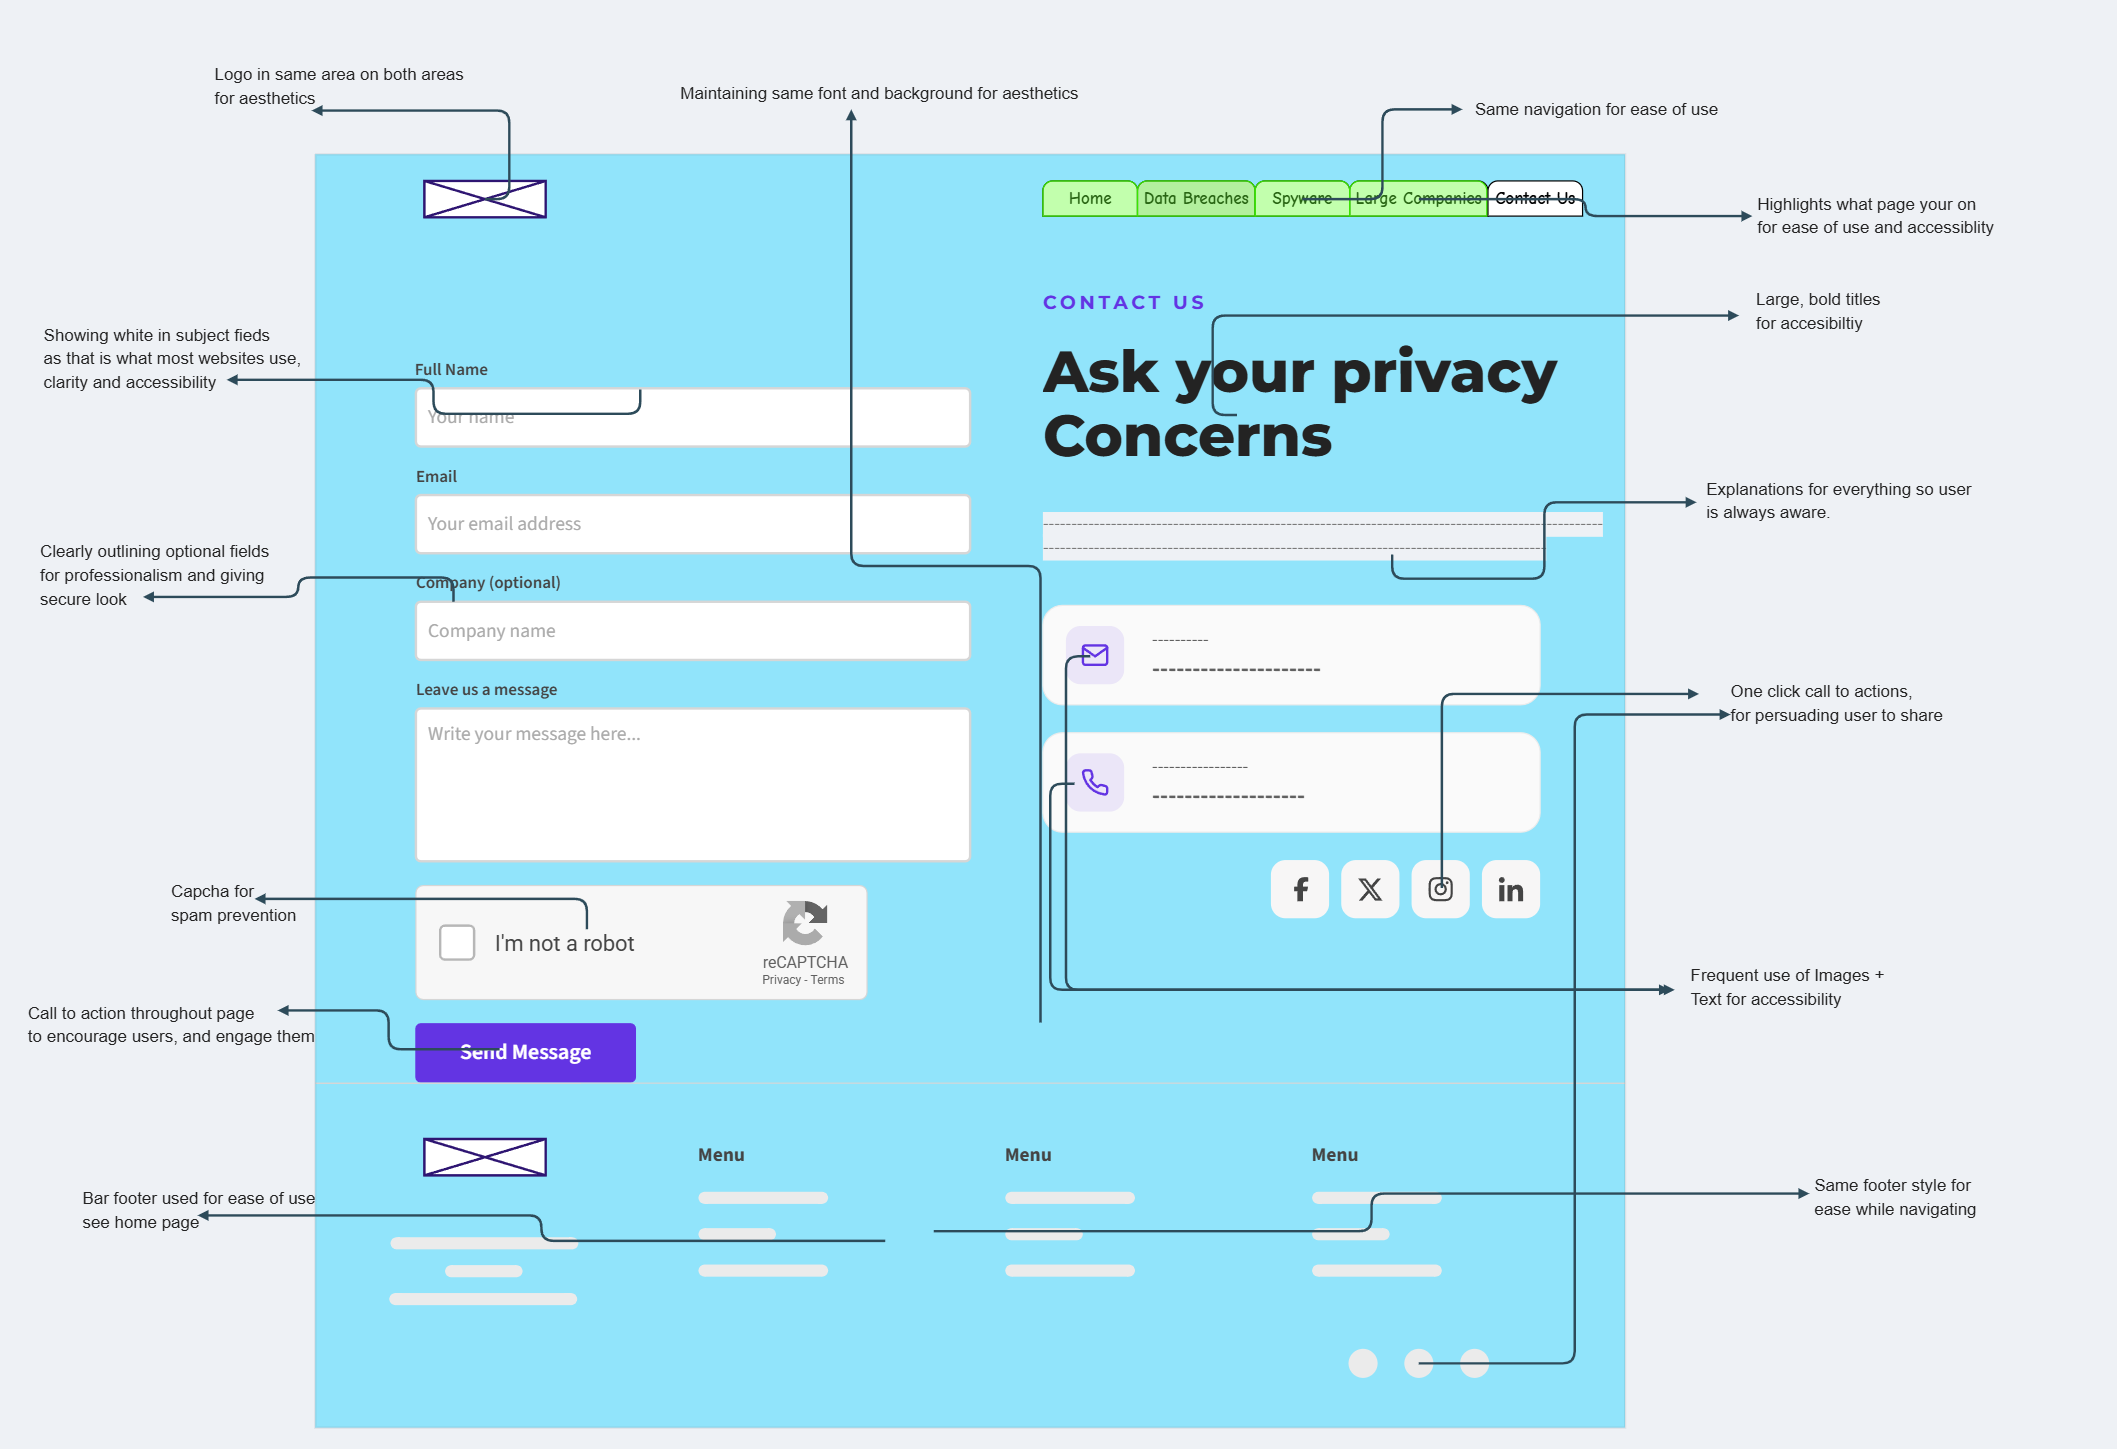 Logo in same area on both areas
for aesthetics
Maintaining same font and background for aesthetics
Same navigation for ease of use
Home
Data Breaches
Spyware
Large Companies
Contact Us
Highlights what page your on
for ease of use and accessiblity
CONTACT US
Large, bold titles
for accesibiltiy
Ask your privacy
Concerns
Showing white in subject fieds
as that is what most websites use,
clarity and accessibility
Full Name
Your name
Email
Your email address
Explanations for everything so user
is always aware.
Clearly outlining optional fields
for professionalism and giving
secure look
Company (optional)
Company name
Leave us a message
Write your message here...
One click call to actions,
for persuading user to share
Capcha for
spam prevention
I'm not a robot
reCAPTCHA
Privacy - Terms
Frequent use of Images +
Text for accessibility
Call to action throughout page
to encourage users, and engage them
Send Message
Menu
Menu
Menu
Bar footer used for ease of use
see home page
Same footer style for
ease while navigating